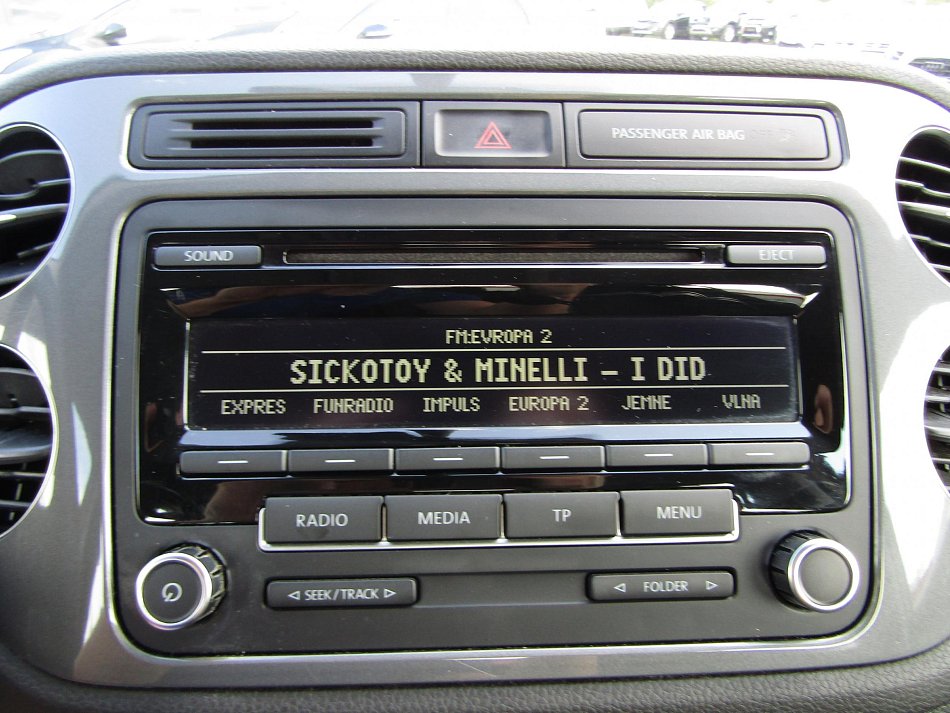 PASSENGER AIR BAG
SOUND
EJECT
FM:EVROPA 2
SICKOTOY & MINELLI - I DID
EXPRES FUNRADIO IMPULS EUROPA 2 JEMNE VLNA
RADIO MEDIA TP MENU
SEEK/TRACK FOLDER